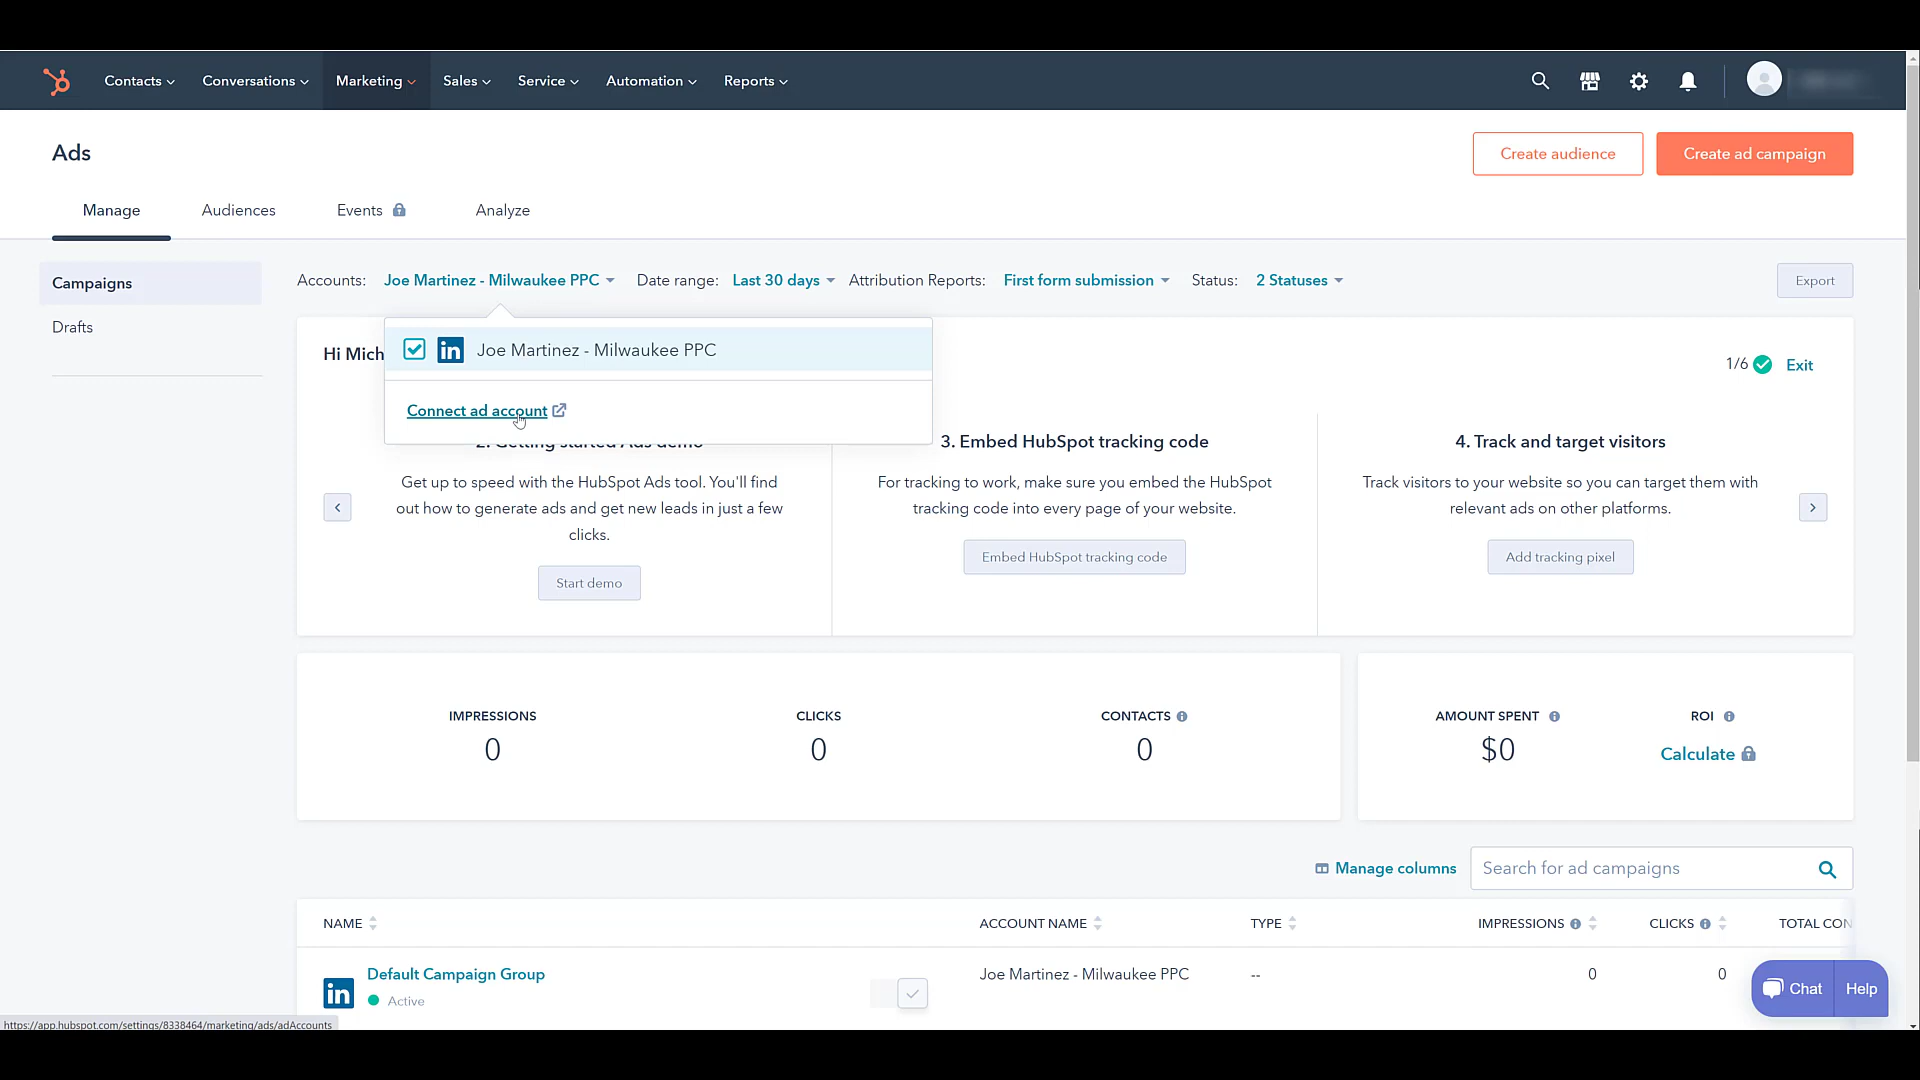 Contacts Conversations Marketing Sales Service Automation Reports
Ads
Create audience
Create ad campaign
Manage Audiences Events Analyze
Campaigns
Drafts
Accounts: Joe Martinez - Milwaukee PPC Date range: Last 30 days Attribution Reports: First form submission Status: 2 Statuses
Export
Hi Mich
Joe Martinez - Milwaukee PPC
Connect ad account
1/6 Exit
2. Getting started Ads demo
Get up to speed with the HubSpot Ads tool. You'll find
out how to generate ads and get new leads in just a few
clicks.
Start demo
3. Embed HubSpot tracking code
For tracking to work, make sure you embed the HubSpot
tracking code into every page of your website.
Embed HubSpot tracking code
4. Track and target visitors
Track visitors to your website so you can target them with
relevant ads on other platforms.
Add tracking pixel
IMPRESSIONS
0
CLICKS
0
CONTACTS
0
AMOUNT SPENT
$0
ROI
Calculate
Manage columns
Search for ad campaigns
NAME ACCOUNT NAME TYPE IMPRESSIONS CLICKS TOTAL CON
in
Default Campaign Group
Active
Joe Martinez - Milwaukee PPC -- 0 0
Chat Help
https://app.hubspot.com/settings/8338464/marketing/ads/adAccounts